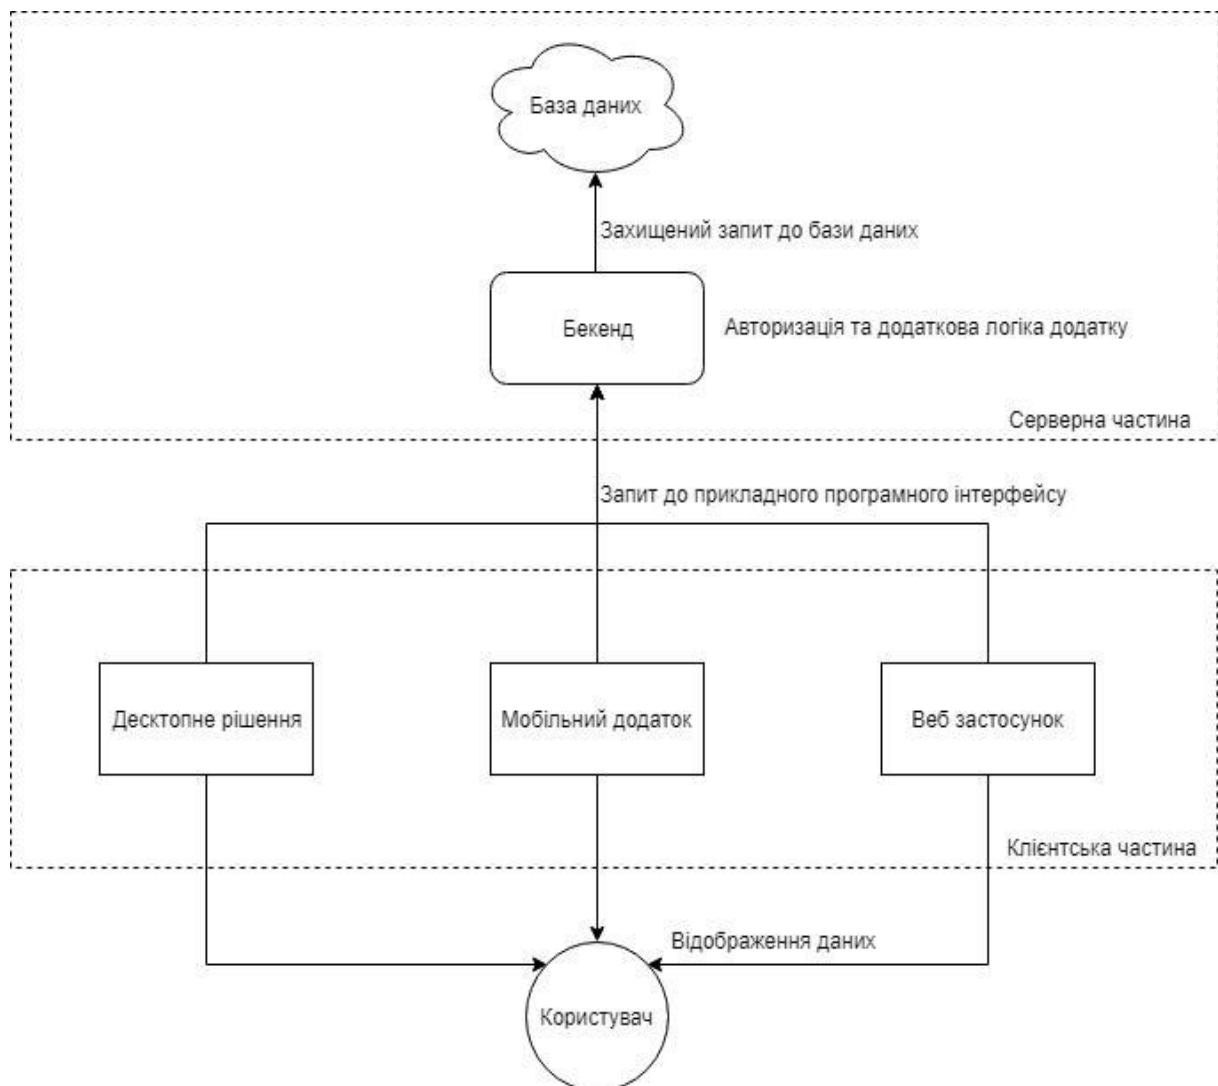 База даних
Захищений запит до бази даних
Бекенд
Авторизація та додаткова логіка додатку
Серверна частина
Запит до прикладного програмного інтерфейсу
Десктопне рішення
Мобільний додаток
Веб застосунок
Клієнтська частина
Відображення даних
Користувач